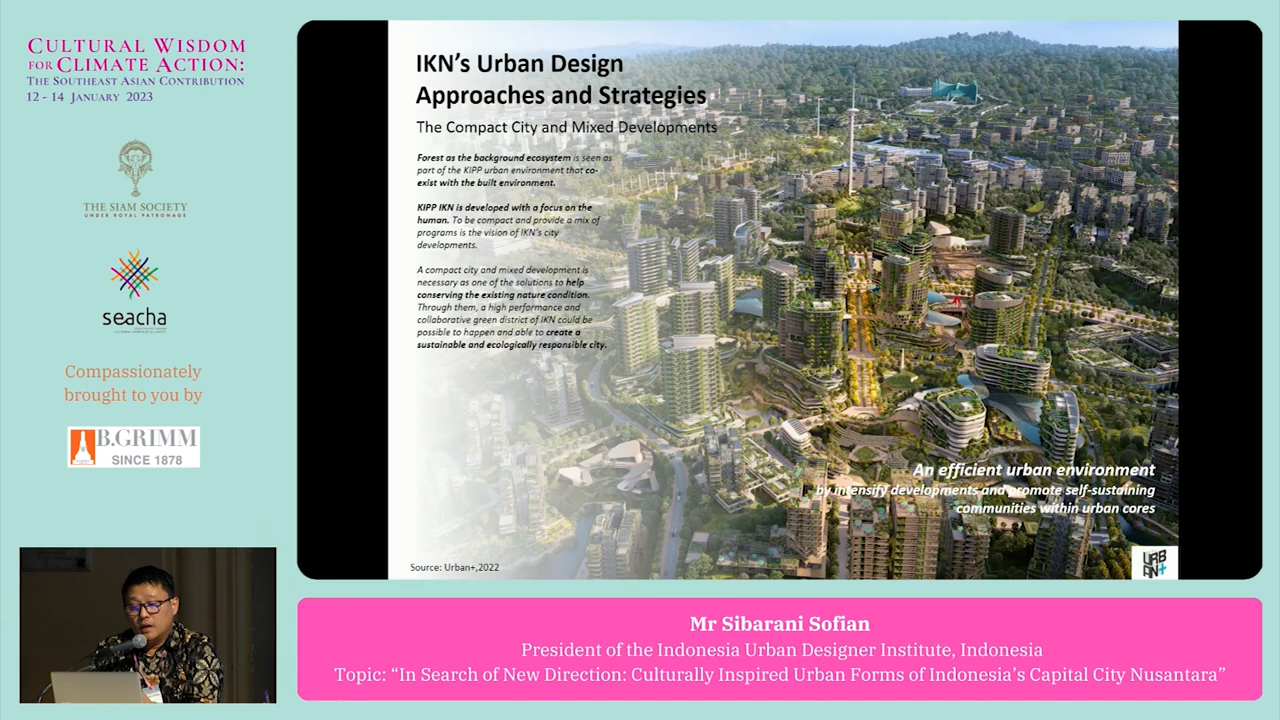 CULTURAL WISDOM
FOR CLIMATE ACTION:
THE SOUTHEAST ASIAN CONTRIBUTION
12 - 14 JANUARY 2023
THE SIAM SOCIETY
UNDER ROYAL PATRONAGE
seacha
Compassionately
brought to you by
B.GRIMM
SINCE 1878
IKN's Urban Design
Approaches and Strategies
The Compact City and Mixed Developments
Forest as the background ecosystem is seen as
part of the KIPP urban environment that co-
exist with the built environment.
KIPP IKN is developed with a focus on the
human. To be compact and provide a mix of
programs is the vision of IKN's city
developments.
A compact city and mixed development is
necessary as one of the solutions to help
conserving the existing nature condition.
Through them, a high performance and
collaborative green district of IKN could be
possible to happen and able to create a
sustainable and ecologically responsible city.
An efficient urban environment
by intensify developments and promote self-sustaining
communities within urban cores
Source: Urban+,2022
URB
AN+
Mr Sibarani Sofian
President of the Indonesia Urban Designer Institute, Indonesia
Topic: “In Search of New Direction: Culturally Inspired Urban Forms of Indonesia’s Capital City Nusantara”